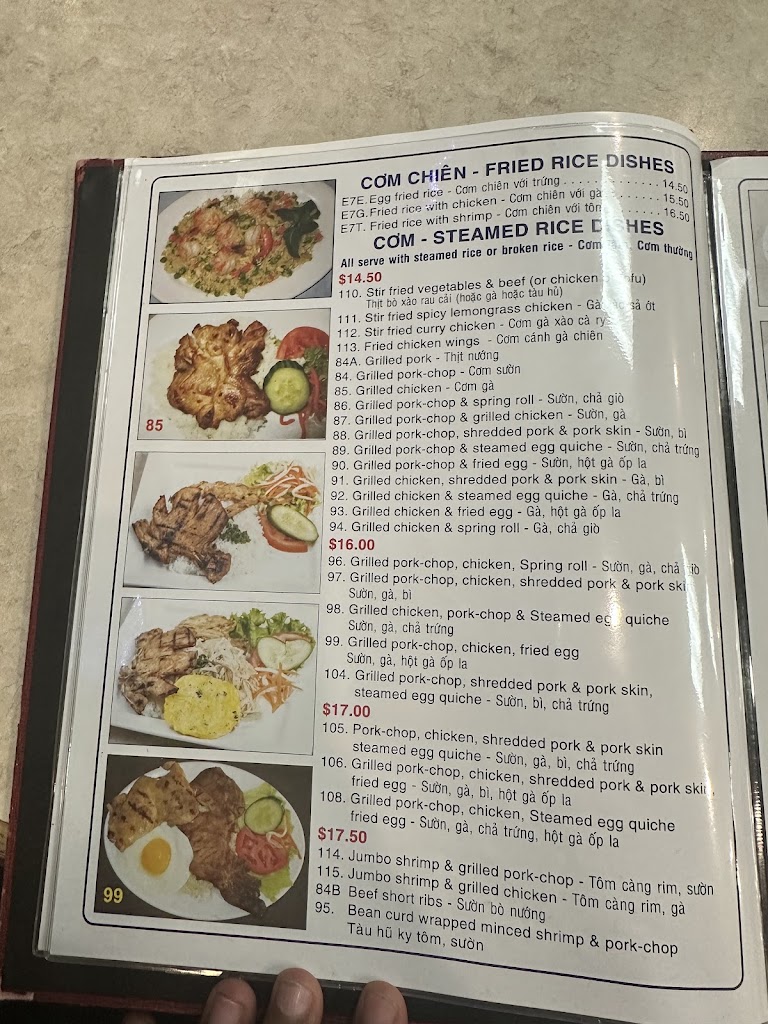 CƠM CHIÊN - FRIED RICE DISHES
E7E. Egg fried rice - Cơm chiên với trứng . . . . . . . . . . . . . 14.50
E7G. Fried rice with chicken - Cơm chiên với gà . . . . . . 15.50
E7T. Fried rice with shrimp - Cơm chiên với tôm . . . . . 16.50
CƠM - STEAMED RICE DISHES
All serve with steamed rice or broken rice - Cơm Cơm thường
$14.50
110. Stir fried vegetables & beef (or chicken
Thịt bò xào rau cải (hoặc gà hoặc tàu hủ)
111. Stir fried spicy lemongrass chicken - Gà sả ớt
112. Stir fried curry chicken - Cơm gà xào cà ry
113. Fried chicken wings - Cơm cánh gà chiên
84A. Grilled pork - Thịt nướng
84. Grilled pork-chop - Cơm sườn
85. Grilled chicken - Cơm gà
86. Grilled pork-chop & spring roll - Sườn, chả giò
87. Grilled pork-chop & grilled chicken - Sườn, gà
88. Grilled pork-chop, shredded pork & pork skin - Sườn, bì
89. Grilled pork-chop & steamed egg quiche - Sườn, chả trứng
90. Grilled pork-chop & fried egg - Sườn, hột gà ốp la
91. Grilled chicken, shredded pork & pork skin - Gà, bì
92. Grilled chicken & steamed egg quiche - Gà, chả trứng
93. Grilled chicken & fried egg - Gà, hột gà ốp la
94. Grilled chicken & spring roll - Gà, chả giò
$16.00
96. Grilled pork-chop, chicken, Spring roll - Sườn, gà, chả giò
97. Grilled pork-chop, chicken, shredded pork & pork skin
Sườn, gà, bì
98. Grilled chicken, pork-chop & Steamed egg quiche
Sườn, gà, chả trứng
99. Grilled pork-chop, chicken, fried egg
Sườn, gà, hột gà ốp la
104. Grilled pork-chop, shredded pork & pork skin,
steamed egg quiche - Sườn, bì, chả trứng
$17.00
105. Pork-chop, chicken, shredded pork & pork skin
steamed egg quiche - Sườn, gà, bì, chả trứng
106. Grilled pork-chop, chicken, shredded pork & pork skin,
fried egg - Sườn, gà, bì, hột gà ốp la
108. Grilled pork-chop, chicken, Steamed egg quiche
fried egg - Sườn, gà, chả trứng, hột gà ốp la
$17.50
114. Jumbo shrimp & grilled pork-chop - Tôm càng rim, sườn
115. Jumbo shrimp & grilled chicken - Tôm càng rim, gà
84B Beef short ribs - Sườn bò nướng
95. Bean curd wrapped minced shrimp & pork-chop
Tàu hũ ky tôm, sườn
85
99